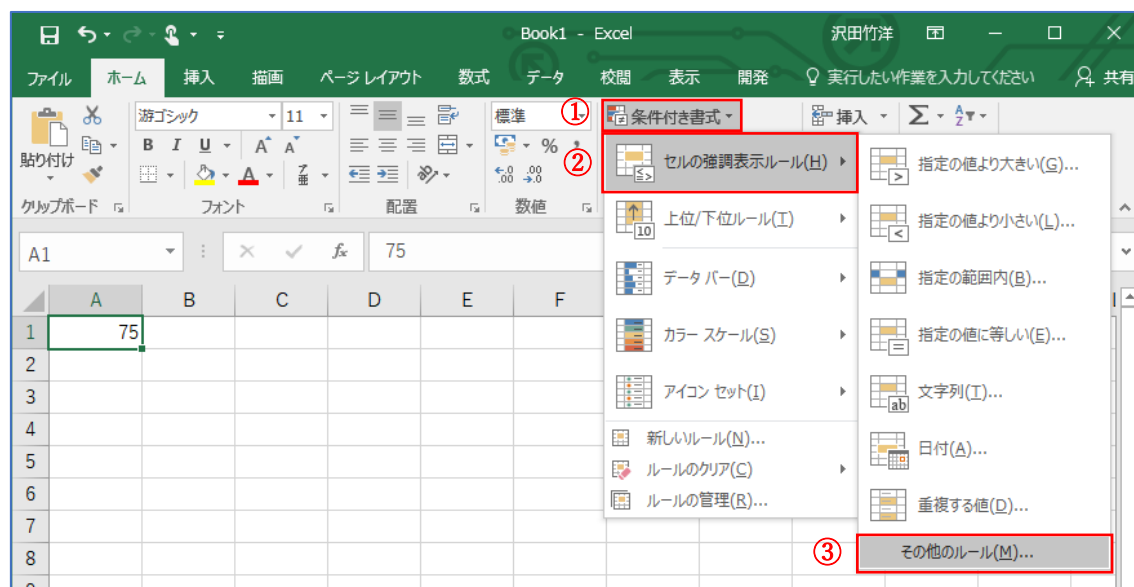 Book1 - Excel 沢田竹洋
ファイル ホーム 挿入 描画 ページ レイアウト 数式 データ 校閲 表示 開発 実行したい作業を入力してください 共有
貼り付け 游ゴシック 11 標準 ① 条件付き書式 挿入 Σ
B I U A A % ,
A 亜
クリップボード フォント 配置 数値
② セルの強調表示ルール(H)
上位/下位ルール(T)
データ バー(D)
カラー スケール(S)
アイコン セット(I)
新しいルール(N)...
ルールのクリア(C)
ルールの管理(R)...
指定の値より大きい(G)...
指定の値より小さい(L)...
指定の範囲内(B)...
指定の値に等しい(E)...
文字列(T)...
日付(A)...
重複する値(D)...
③ その他のルール(M)...
A1 fx 75
A B C D E F
1 75
2
3
4
5
6
7
8